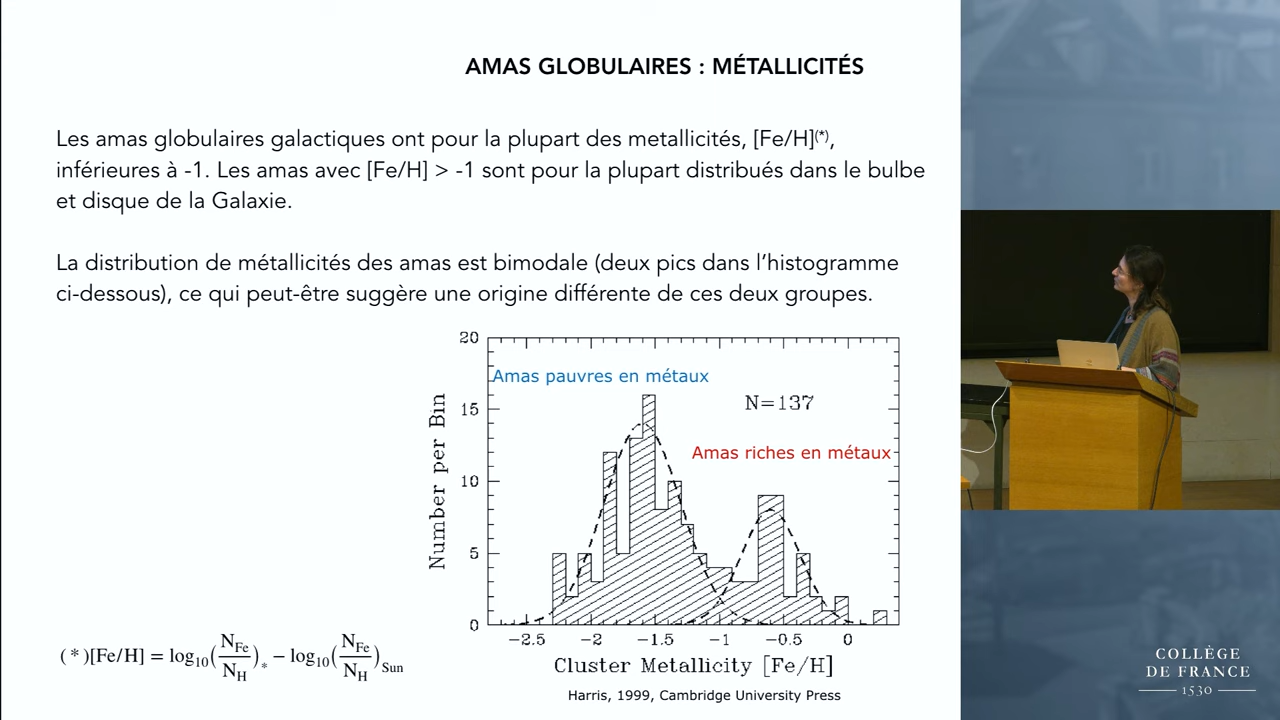 AMAS GLOBULAIRES : MÉTALLICITÉS
Les amas globulaires galactiques ont pour la plupart des metallicités, [Fe/H](*),
inférieures à -1. Les amas avec [Fe/H] > -1 sont pour la plupart distribués dans le bulbe
et disque de la Galaxie.
La distribution de métallicités des amas est bimodale (deux pics dans l'histogramme
ci-dessous), ce qui peut-être suggère une origine différente de ces deux groupes.
20
15
10
5
0
Number per Bin
Amas pauvres en métaux
N=137
Amas riches en métaux
−2.5 −2 −1.5 −1 −0.5 0
Cluster Metallicity [Fe/H]
Harris, 1999, Cambridge University Press
(*)[Fe/H] = log10(NFe/NH)* − log10(NFe/NH)Sun
COLLÈGE
DE FRANCE
1530